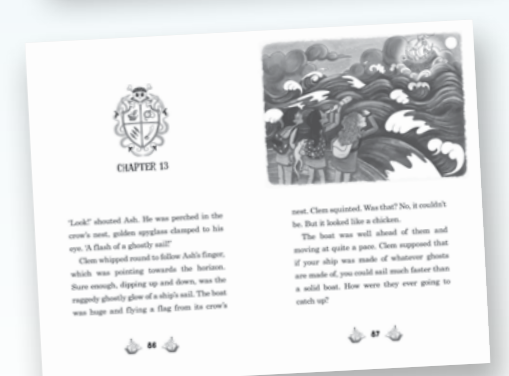 CHAPTER 13
'Look!' shouted Ash. He was perched in the
crow's nest, golden spyglass clamped to his
eye. 'A flash of a ghostly sail!'
Clem whipped round to follow Ash's finger,
which was pointing towards the horizon.
Sure enough, dipping up and down, was the
raggedy ghostly glow of a ship's sail. The boat
was huge and flying a flag from its crow's
86
nest. Clem squinted. Was that? No, it couldn't
be. But it looked like a chicken.
The boat was well ahead of them and
moving at quite a pace. Clem supposed that
if your ship was made of whatever ghosts
are made of, you could sail much faster than
a solid boat. How were they ever going to
catch up?
87